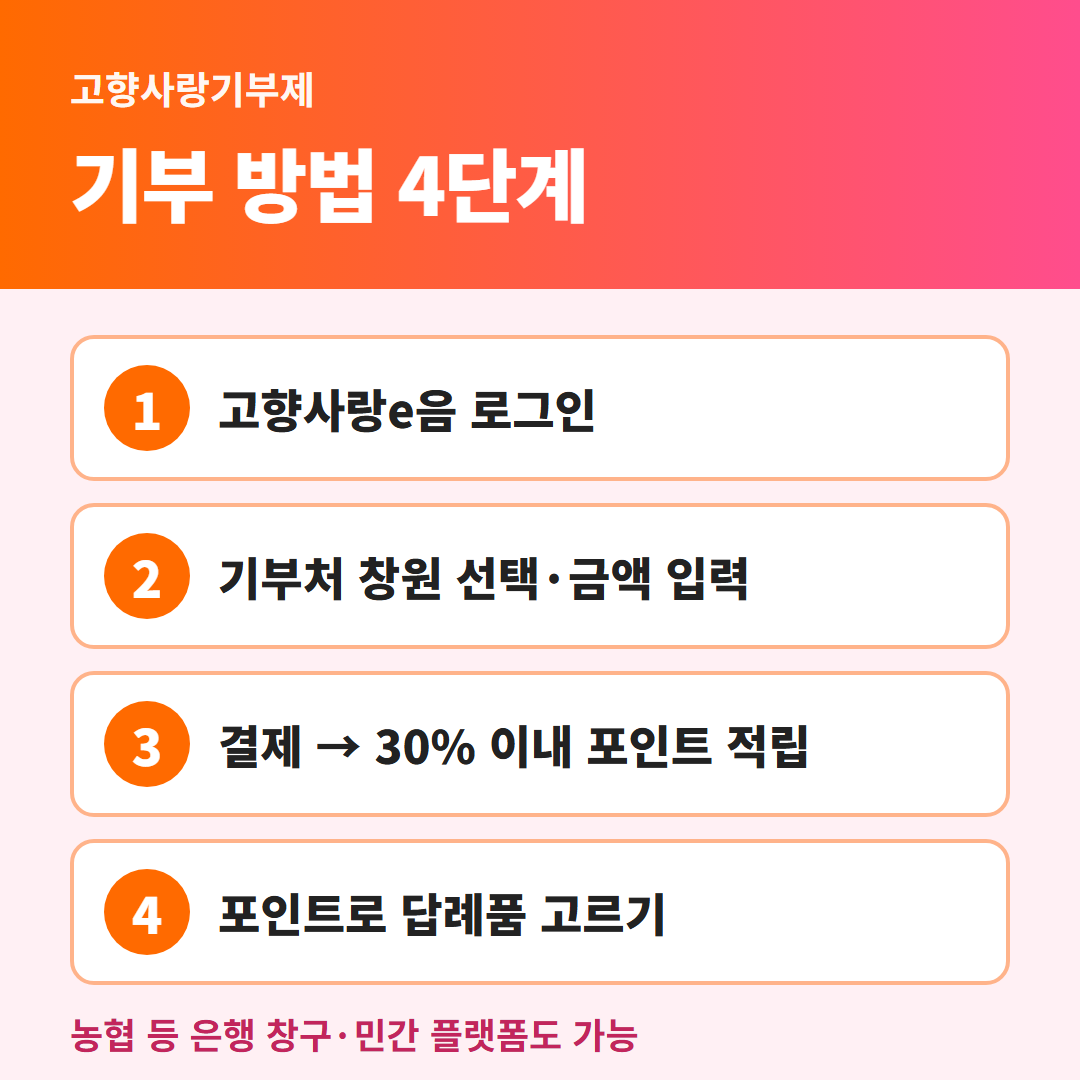 고향사랑기부제
기부 방법 4단계
1 고향사랑e음 로그인
2 기부처 창원 선택·금액 입력
3 결제 → 30% 이내 포인트 적립
4 포인트로 답례품 고르기
농협 등 은행 창구·민간 플랫폼도 가능